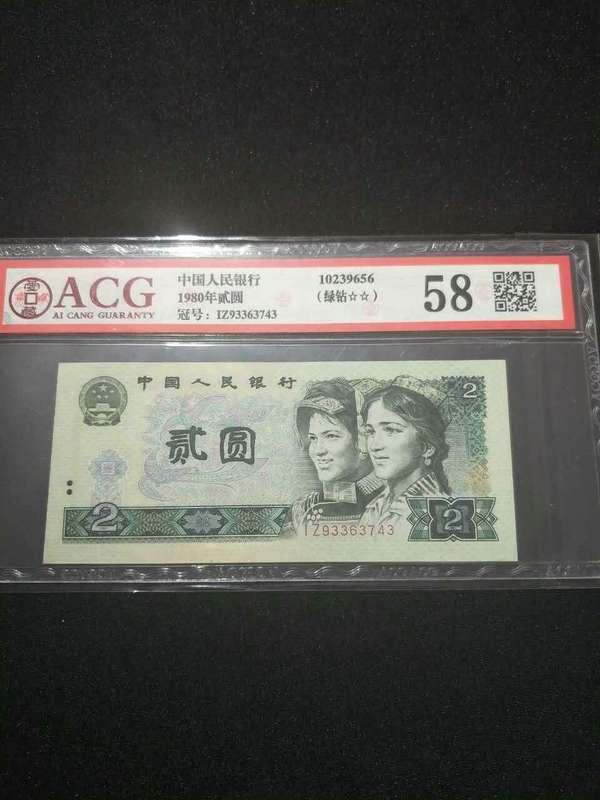 ACG
AI CANG GUARANTY
中国人民银行
1980年贰圆
冠号：IZ93363743
10239656
（绿钻☆☆）
58
中国人民银行
2
贰圆
2
2
IZ93363743